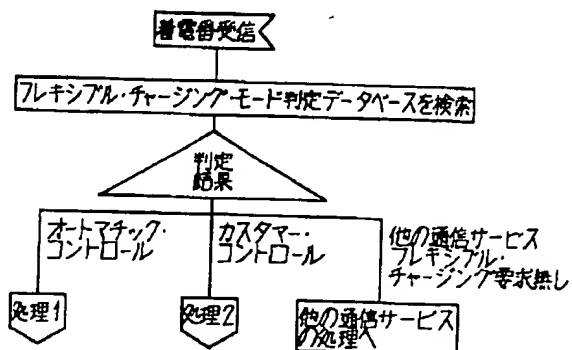 着電番受信
フレキシブル・チャージング・モード判定データベースを検索
判定
結果
オートマチック・
コントロール
カスタマー・
コントロール
他の通信サービス
フレキシブル・
チャージング要求無し
処理1
処理2
他の通信サービス
の処理へ